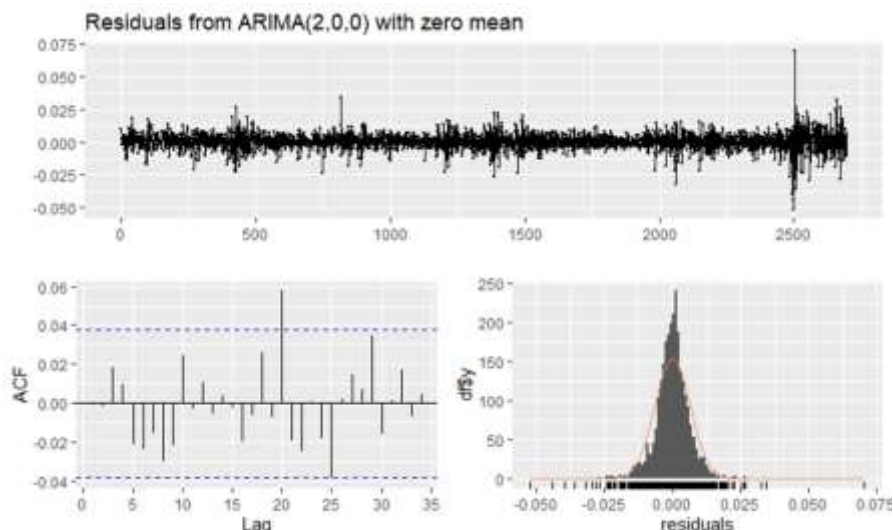 Residuals from ARIMA(2,0,0) with zero mean
0.075
0.050
0.025
0.000
-0.025
-0.050
0 500 1000 1500 2000 2500
0.06
0.04
0.02
0.00
-0.02
-0.04
ACF
0 5 10 15 20 25 30 35
Lag
250
200
150
100
50
0
df$y
-0.050 -0.025 0.000 0.025 0.050 0.075
residuals